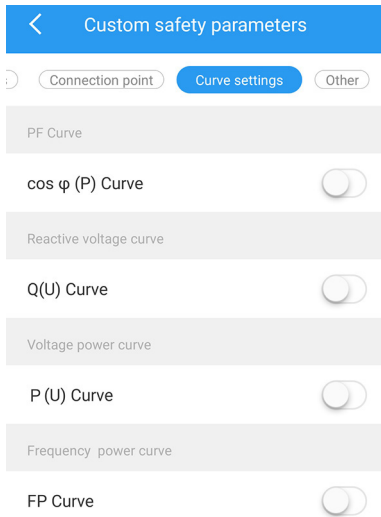 Custom safety parameters
Connection point Curve settings Other
PF Curve
cos φ (P) Curve
Reactive voltage curve
Q(U) Curve
Voltage power curve
P (U) Curve
Frequency power curve
FP Curve